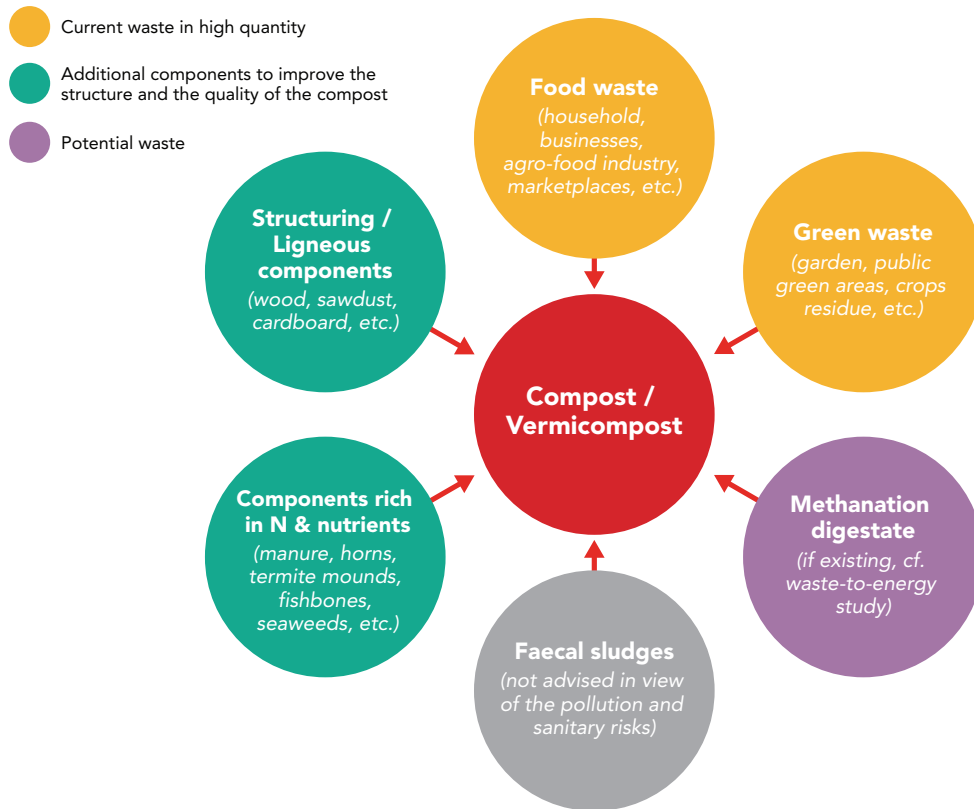 Current waste in high quantity
Additional components to improve the
structure and the quality of the compost
Potential waste
Food waste
(household,
businesses,
agro-food industry,
marketplaces, etc.)
Structuring /
Ligneous
components
(wood, sawdust,
cardboard, etc.)
Green waste
(garden, public
green areas, crops
residue, etc.)
Compost /
Vermicompost
Components rich
in N & nutrients
(manure, horns,
termite mounds,
fishbones,
seaweeds, etc.)
Methanation
digestate
(if existing, cf.
waste-to-energy
study)
Faecal sludges
(not advised in view
of the pollution and
sanitary risks)